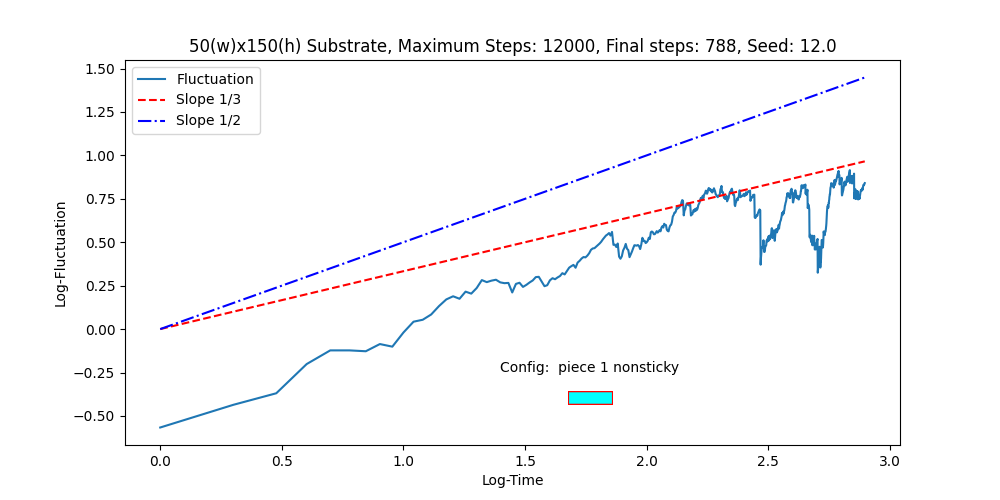 50(w)x150(h) Substrate, Maximum Steps: 12000, Final steps: 788, Seed: 12.0
1.50
1.25
1.00
0.75
0.50
0.25
0.00
−0.25
−0.50
Log-Fluctuation
Fluctuation
Slope 1/3
Slope 1/2
Config:  piece 1 nonsticky
0.0 0.5 1.0 1.5 2.0 2.5 3.0
Log-Time